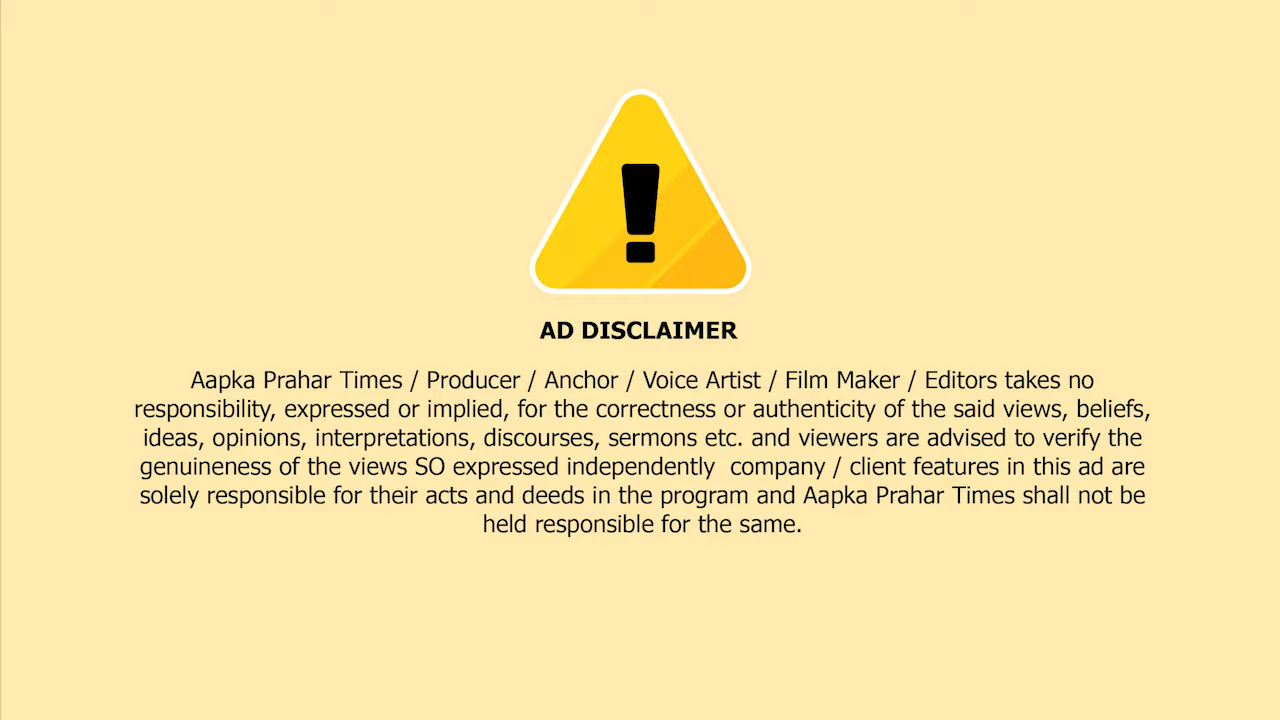 AD DISCLAIMER
Aapka Prahar Times / Producer / Anchor / Voice Artist / Film Maker / Editors takes no
responsibility, expressed or implied, for the correctness or authenticity of the said views, beliefs,
ideas, opinions, interpretations, discourses, sermons etc. and viewers are advised to verify the
genuineness of the views SO expressed independently  company / client features in this ad are
solely responsible for their acts and deeds in the program and Aapka Prahar Times shall not be
held responsible for the same.